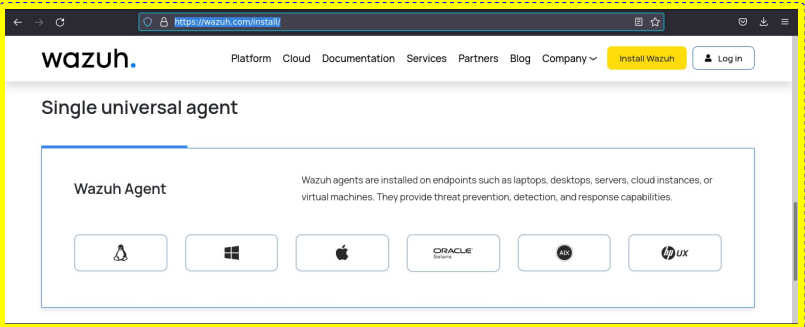 https://wazuh.com/install/
wazuh.
Platform Cloud Documentation Services Partners Blog Company Install Wazuh Log in
Single universal agent
Wazuh Agent
Wazuh agents are installed on endpoints such as laptops, desktops, servers, cloud instances, or
virtual machines. They provide threat prevention, detection, and response capabilities.
ORACLE
Solaris
AIX
hp UX